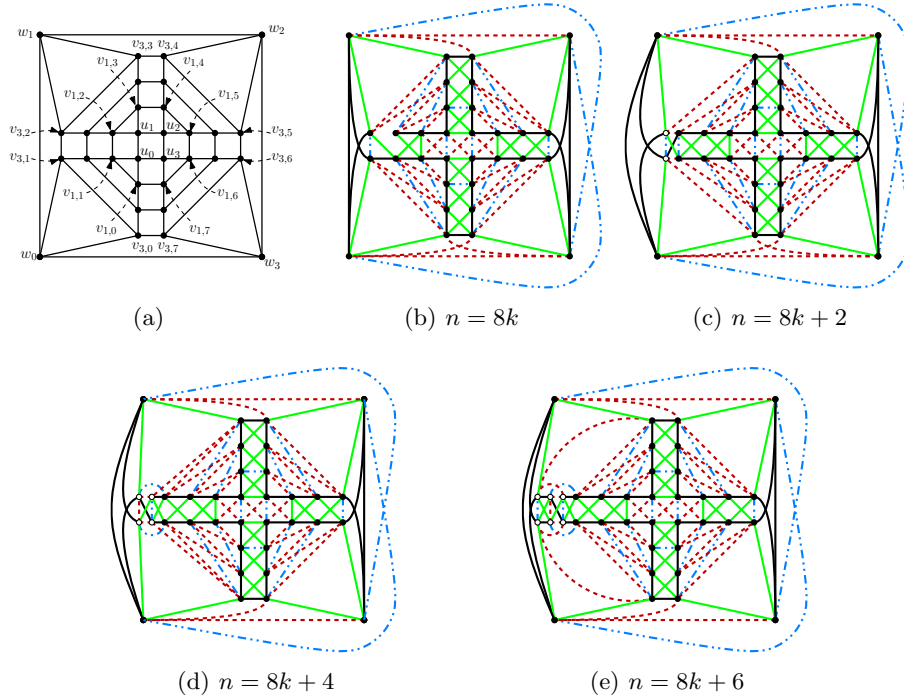 w₁ w₂
v₃,₃ v₃,₄
v₁,₃ v₁,₄
v₁,₂ v₁,₅
v₃,₂ u₁ u₂ v₃,₅
v₃,₁ u₀ u₃ v₃,₆
v₁,₁ v₁,₆
v₁,₀ v₁,₇
v₃,₀ v₃,₇
w₀ w₃
(a) (b) n = 8k (c) n = 8k + 2
(d) n = 8k + 4 (e) n = 8k + 6